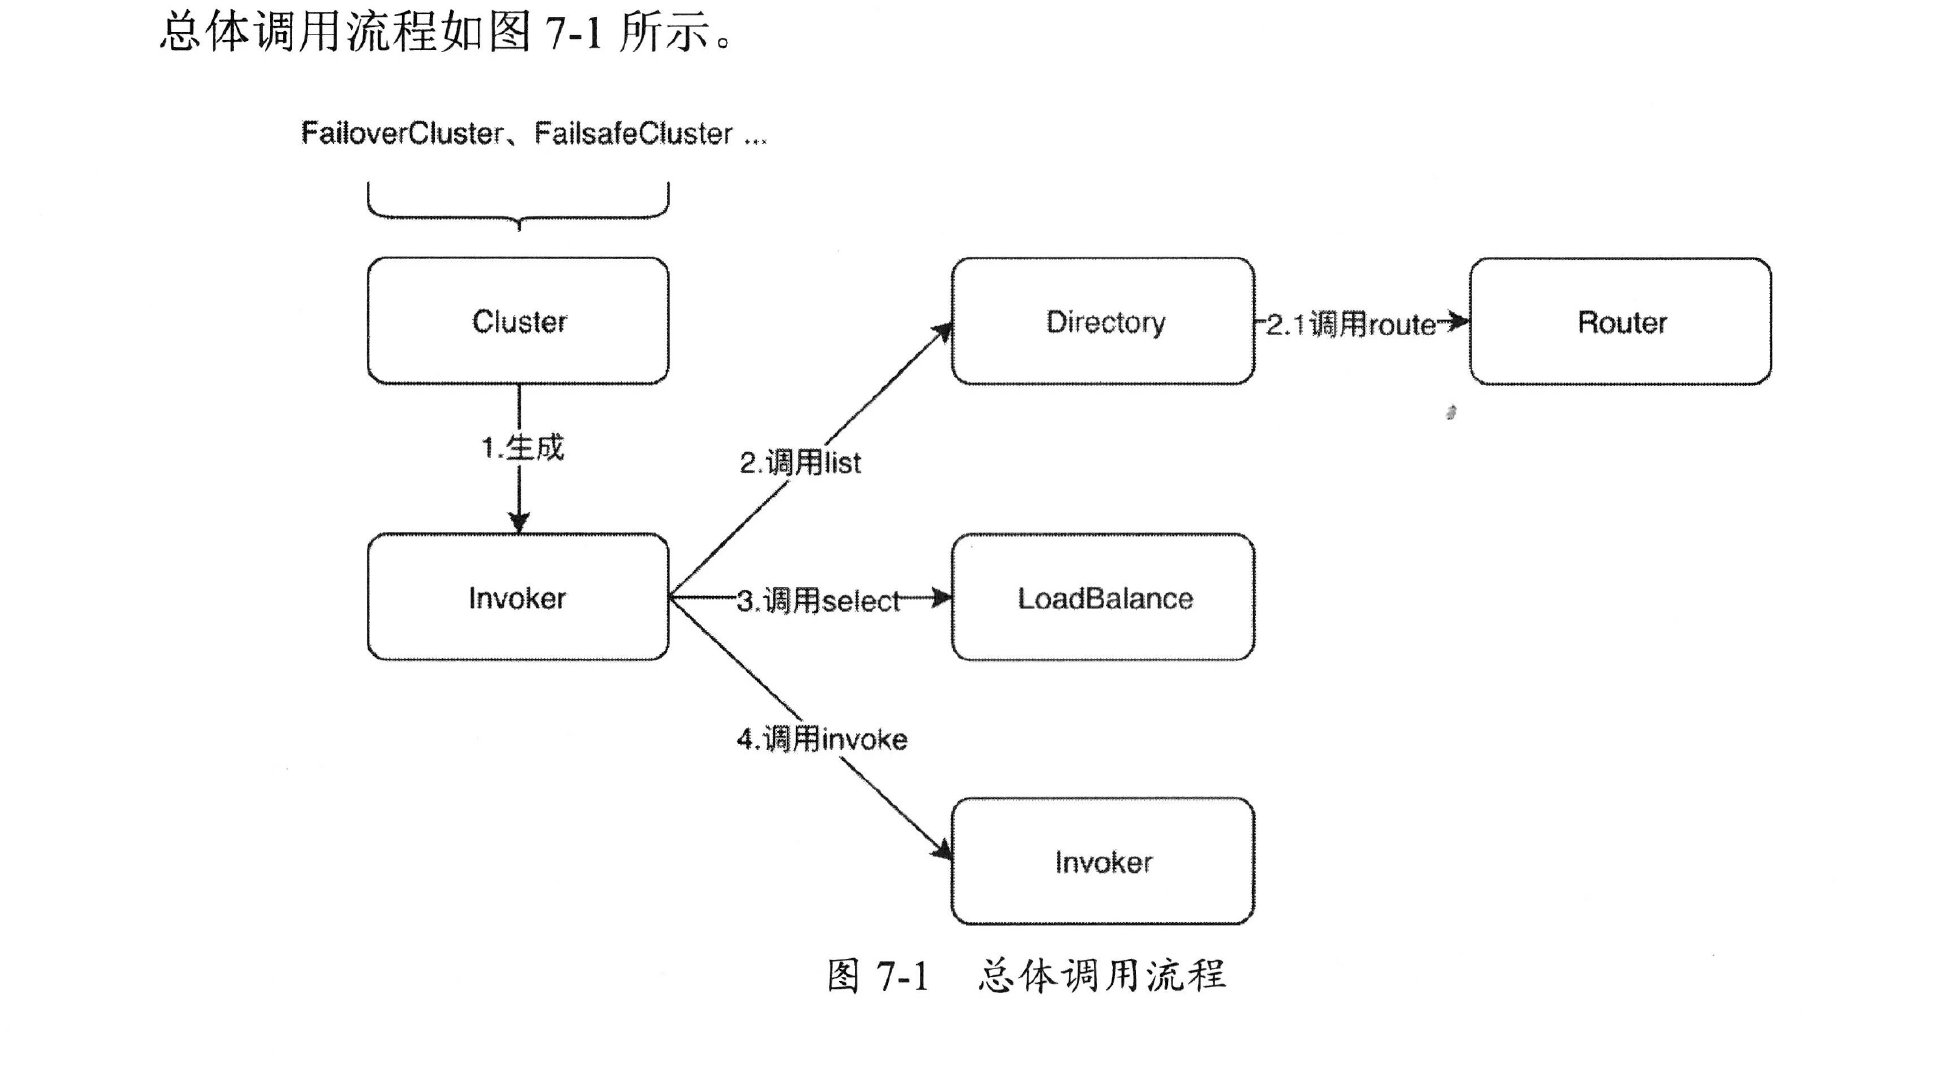 总体调用流程如图 7-1 所示。
FailoverCluster、FailsafeCluster ...
Cluster
Directory
2.1调用route
Router
1.生成
2.调用list
Invoker
3.调用select
LoadBalance
4.调用invoke
Invoker
图 7-1 总体调用流程